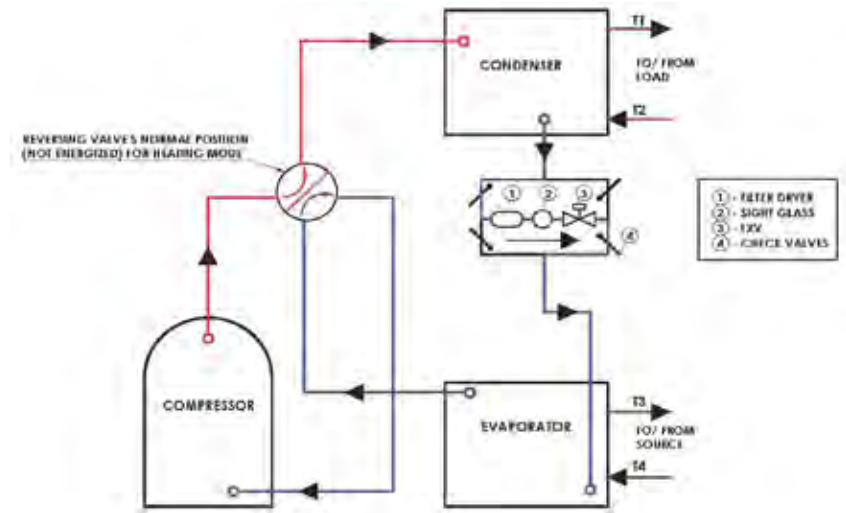 T1
CONDENSER
TO/ FROM
LOAD
T2
REVERSING VALVE'S NORMAL POSITION
(NOT ENERGIZED) FOR HEATING MODE
1 2 3
4
1 - FILTER DRYER
2 - SIGHT GLASS
3 - TXV
4 - CHECK VALVES
COMPRESSOR
T3
EVAPORATOR
TO/ FROM
SOURCE
T4